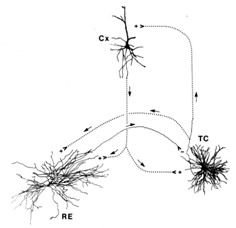 Cx
+
TC
+
-
+
+
RE